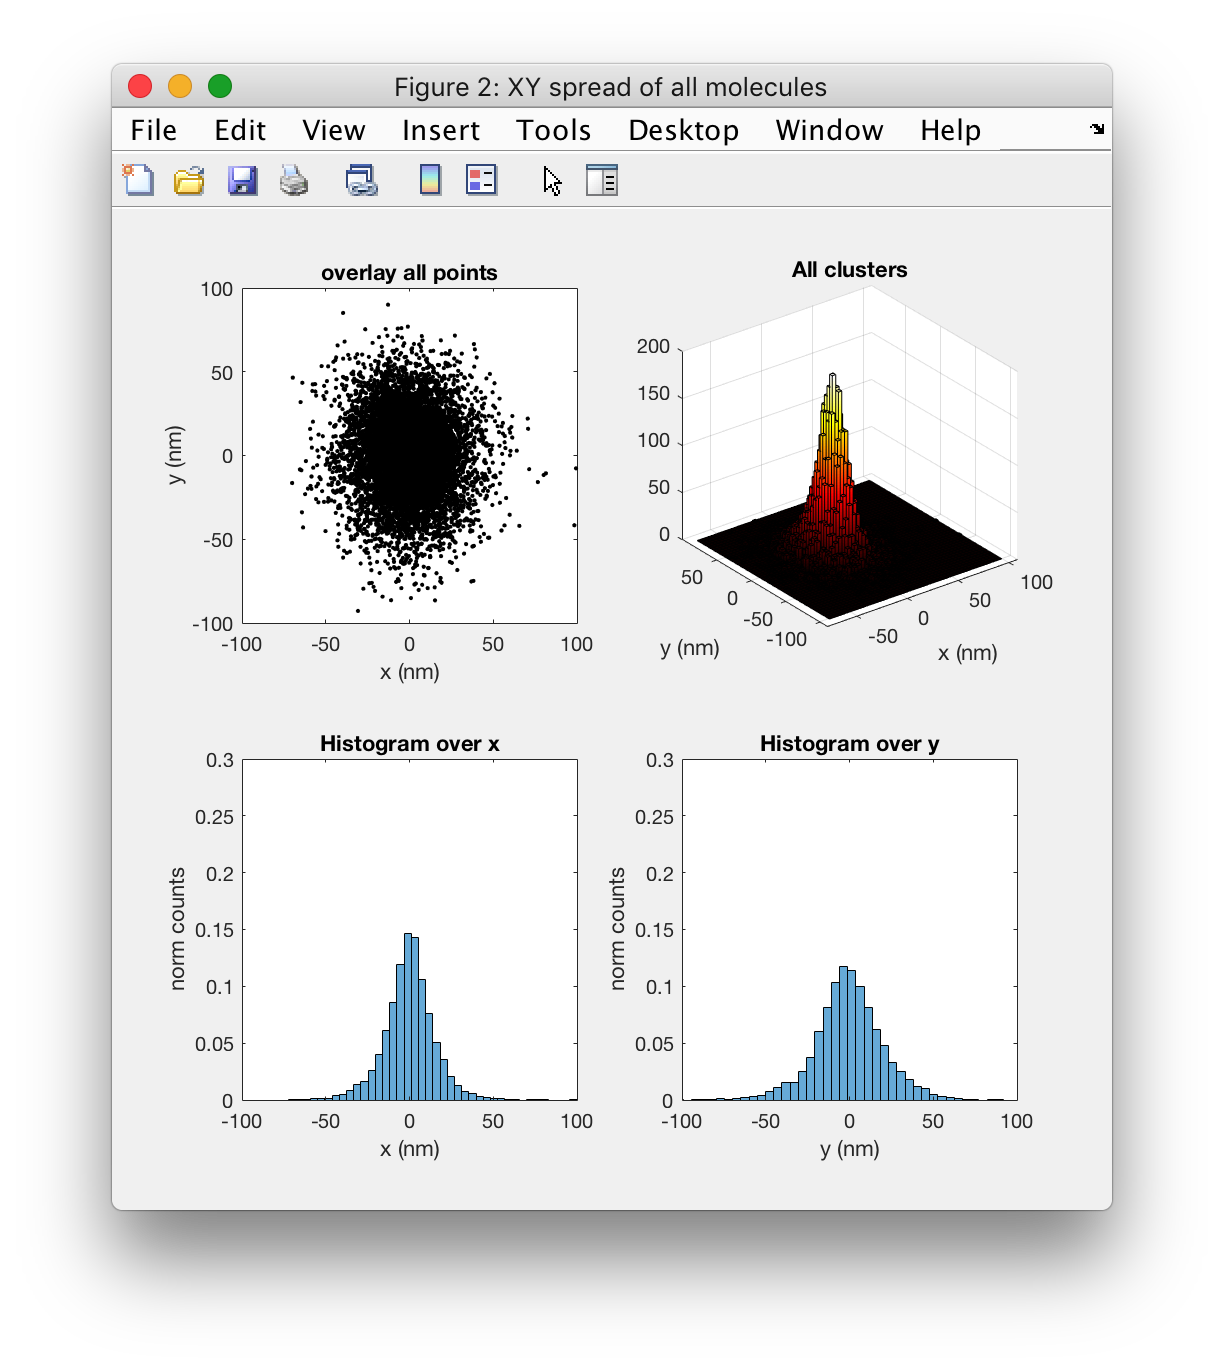 Figure 2: XY spread of all molecules
File Edit View Insert Tools Desktop Window Help
overlay all points
100
50
0
-50
-100
y (nm)
-100 -50 0 50 100
x (nm)
All clusters
200
150
100
50
0
50
0
-50
-100
y (nm)
-50
0
50
100
x (nm)
Histogram over x
0.3
0.25
0.2
0.15
0.1
0.05
0
norm counts
-100 -50 0 50 100
x (nm)
Histogram over y
0.3
0.25
0.2
0.15
0.1
0.05
0
norm counts
-100 -50 0 50 100
y (nm)